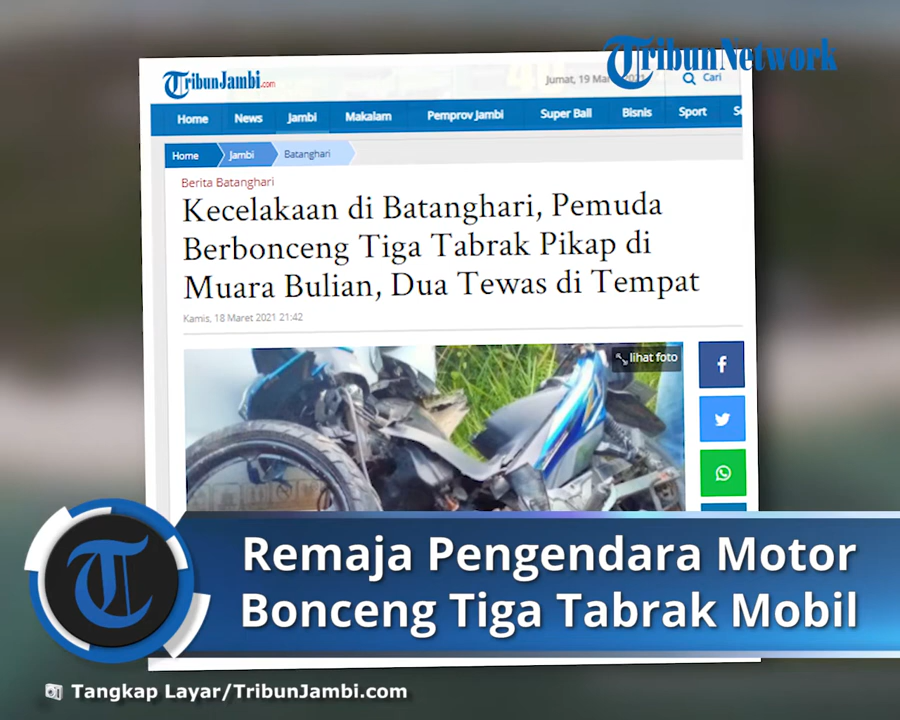 TribunNetwork
TribunJambi.com
Jumat, 19 Mar 2021
Cari
Home News Jambi Makalam Pemprov Jambi Super Ball Bisnis Sport
Home Jambi Batanghari
Berita Batanghari
Kecelakaan di Batanghari, Pemuda
Berbonceng Tiga Tabrak Pikap di
Muara Bulian, Dua Tewas di Tempat
Kamis, 18 Maret 2021 21:42
lihat foto
Remaja Pengendara Motor
Bonceng Tiga Tabrak Mobil
Tangkap Layar/TribunJambi.com